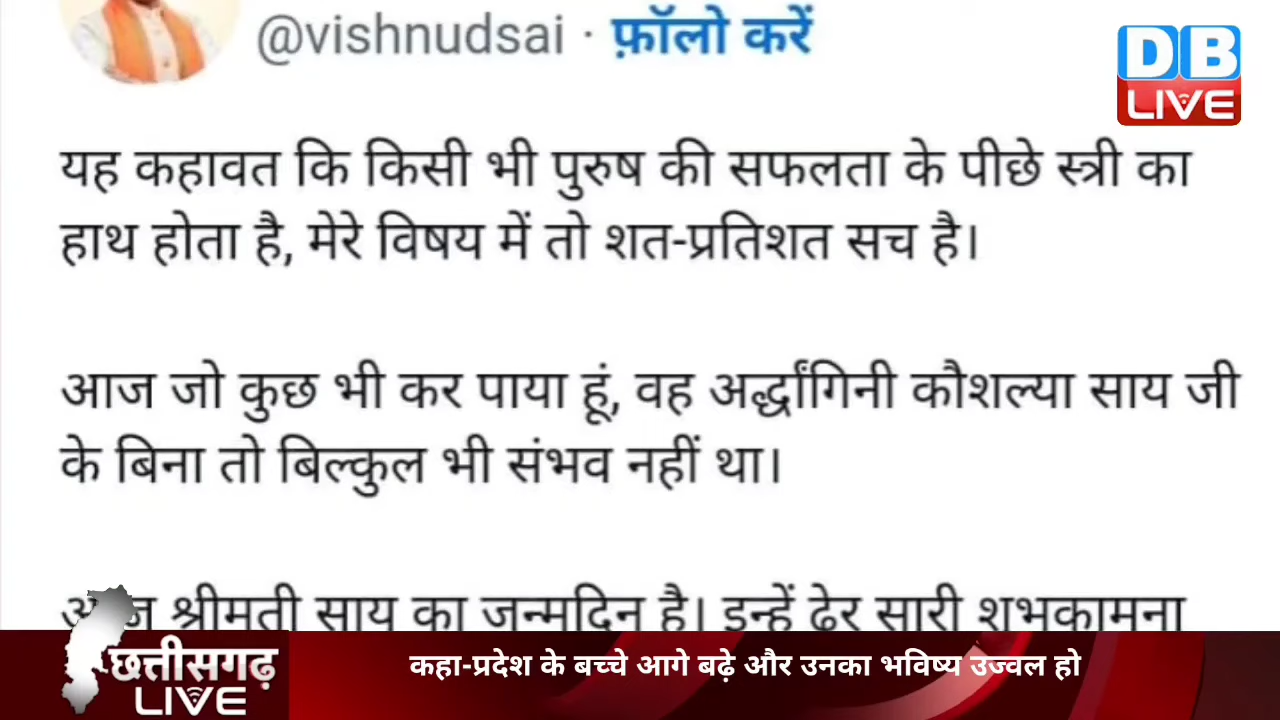 @vishnudsai · फ़ॉलो करें
DB
LIVE
यह कहावत कि किसी भी पुरुष की सफलता के पीछे स्त्री का
हाथ होता है, मेरे विषय में तो शत-प्रतिशत सच है।
आज जो कुछ भी कर पाया हूं, वह अर्द्धांगिनी कौशल्या साय जी
के बिना तो बिल्कुल भी संभव नहीं था।
श्रीमती साय का जन्मदिन है। इन्हें ढेर सारी शुभकामना
छत्तीसगढ़
LIVE
कहा-प्रदेश के बच्चे आगे बढ़े और उनका भविष्य उज्वल हो